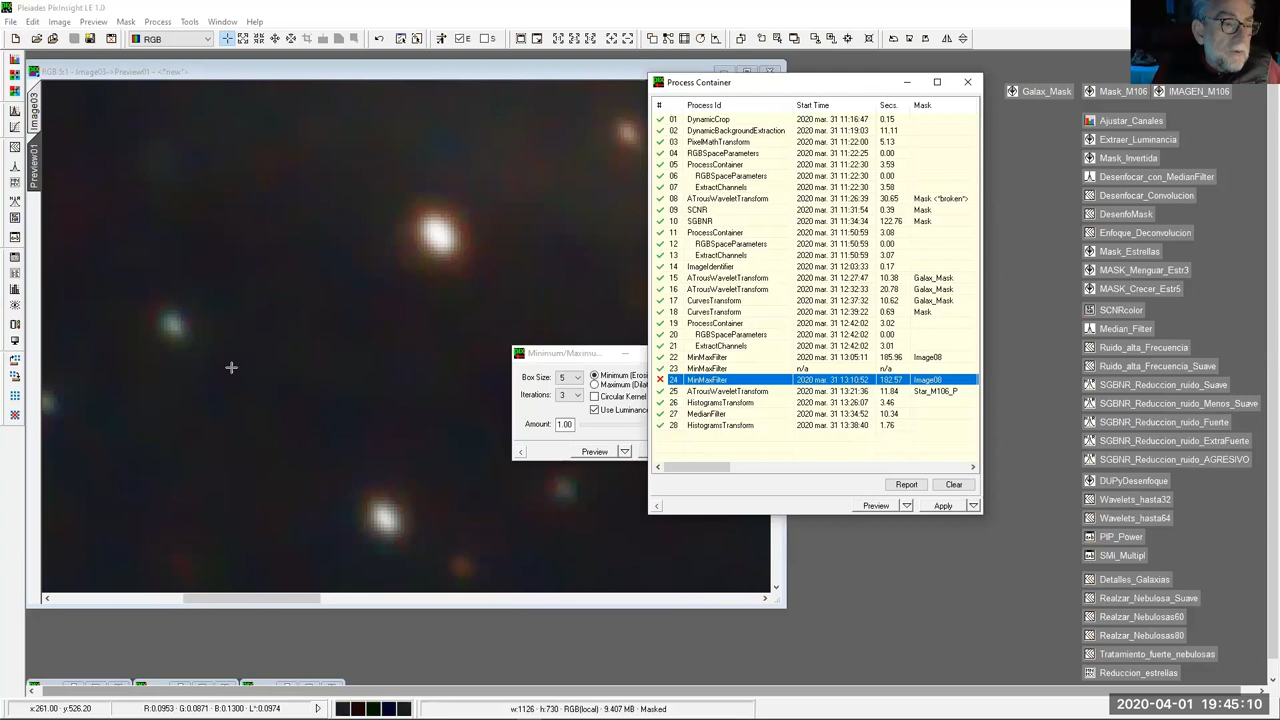 Pleiades PixInsight LE 1.0
File Edit Image Preview Mask Process Tools Window Help
RGB E S
RGB 5:1 - Image03->Preview01 - <*new*>
Image03
Preview01
Process Container
# Process Id Start Time Secs. Mask
01 DynamicCrop 2020 mar. 31 11:16:47 0.15
02 DynamicBackgroundExtraction 2020 mar. 31 11:19:03 11.11
03 PixelMathTransform 2020 mar. 31 11:22:00 5.13
04 RGBSpaceParameters 2020 mar. 31 11:22:30 0.00
05 ProcessContainer 2020 mar. 31 11:22:30 3.59
06 RGBSpaceParameters 2020 mar. 31 11:22:30 0.00
07 ExtractChannels 2020 mar. 31 11:22:30 3.58
08 ATrousWaveletTransform 2020 mar. 31 11:26:39 30.65 Mask <*broken*>
09 SCNR 2020 mar. 31 11:31:54 0.39 Mask
10 SGBNR 2020 mar. 31 11:34:34 122.76 Mask
11 ProcessContainer 2020 mar. 31 11:50:59 3.08
12 RGBSpaceParameters 2020 mar. 31 11:50:59 0.00
13 ExtractChannels 2020 mar. 31 11:50:59 3.07
14 ImageIdentifier 2020 mar. 31 12:03:33 0.17
15 ATrousWaveletTransform 2020 mar. 31 12:27:47 10.38 Galax_Mask
16 ATrousWaveletTransform 2020 mar. 31 12:32:33 20.78 Galax_Mask
17 CurvesTransform 2020 mar. 31 12:37:32 10.62 Galax_Mask
18 CurvesTransform 2020 mar. 31 12:39:22 0.69 Mask
19 ProcessContainer 2020 mar. 31 12:42:02 3.02
20 RGBSpaceParameters 2020 mar. 31 12:42:02 0.00
21 ExtractChannels 2020 mar. 31 12:42:02 3.01
22 MinMaxFilter 2020 mar. 31 13:05:11 185.96 Image08
23 MinMaxFilter n/a n/a
24 MinMaxFilter 2020 mar. 31 13:10:52 182.57 Image08
25 ATrousWaveletTransform 2020 mar. 31 13:21:36 11.84 Star_M106_P
26 HistogramsTransform 2020 mar. 31 13:26:07 3.46
27 MedianFilter 2020 mar. 31 13:34:52 10.34
28 HistogramsTransform 2020 mar. 31 13:38:40 1.76
Report Clear
Preview Apply
Minimum/Maximu...
Box Size: 5 Minimum (Erosi
Maximum (Dila
Iterations: 3 Circular Kernel
Use Luminanc
Amount: 1.00
Preview
Galax_Mask Mask_M106 IMAGEN_M106
Ajustar_Canales
Extraer_Luminancia
Mask_Invertida
Desenfocar_con_MedianFilter
Desenfocar_Convolucion
DesenfoMask
Enfoque_Deconvolucion
Mask_Estrellas
MASK_Menguar_Estr3
MASK_Crecer_Estr5
SCNRcolor
Median_Filter
Ruido_alta_Frecuencia
Ruido_alta_Frecuencia_Suave
SGBNR_Reduccion_ruido_Suave
SGBNR_Reduccion_ruido_Menos_Suave
SGBNR_Reduccion_ruido_Fuerte
SGBNR_Reduccion_ruido_ExtraFuerte
SGBNR_Reduccion_ruido_AGRESIVO
DUPyDesenfoque
Wavelets_hasta32
Wavelets_hasta64
PIP_Power
SMI_Multipl
Detalles_Galaxias
Realzar_Nebulosa_Suave
Realzar_Nebulosas60
Realzar_Nebulosas80
Tratamiento_fuerte_nebulosas
Reduccion_estrellas
x:261.00 · y:526.20 R:0.0953 · G:0.0871 · B:0.1300 · L*:0.0974 w:1126 · h:730 · RGB(local) · 9.407 MB · Masked
2020-04-01 19:45:10